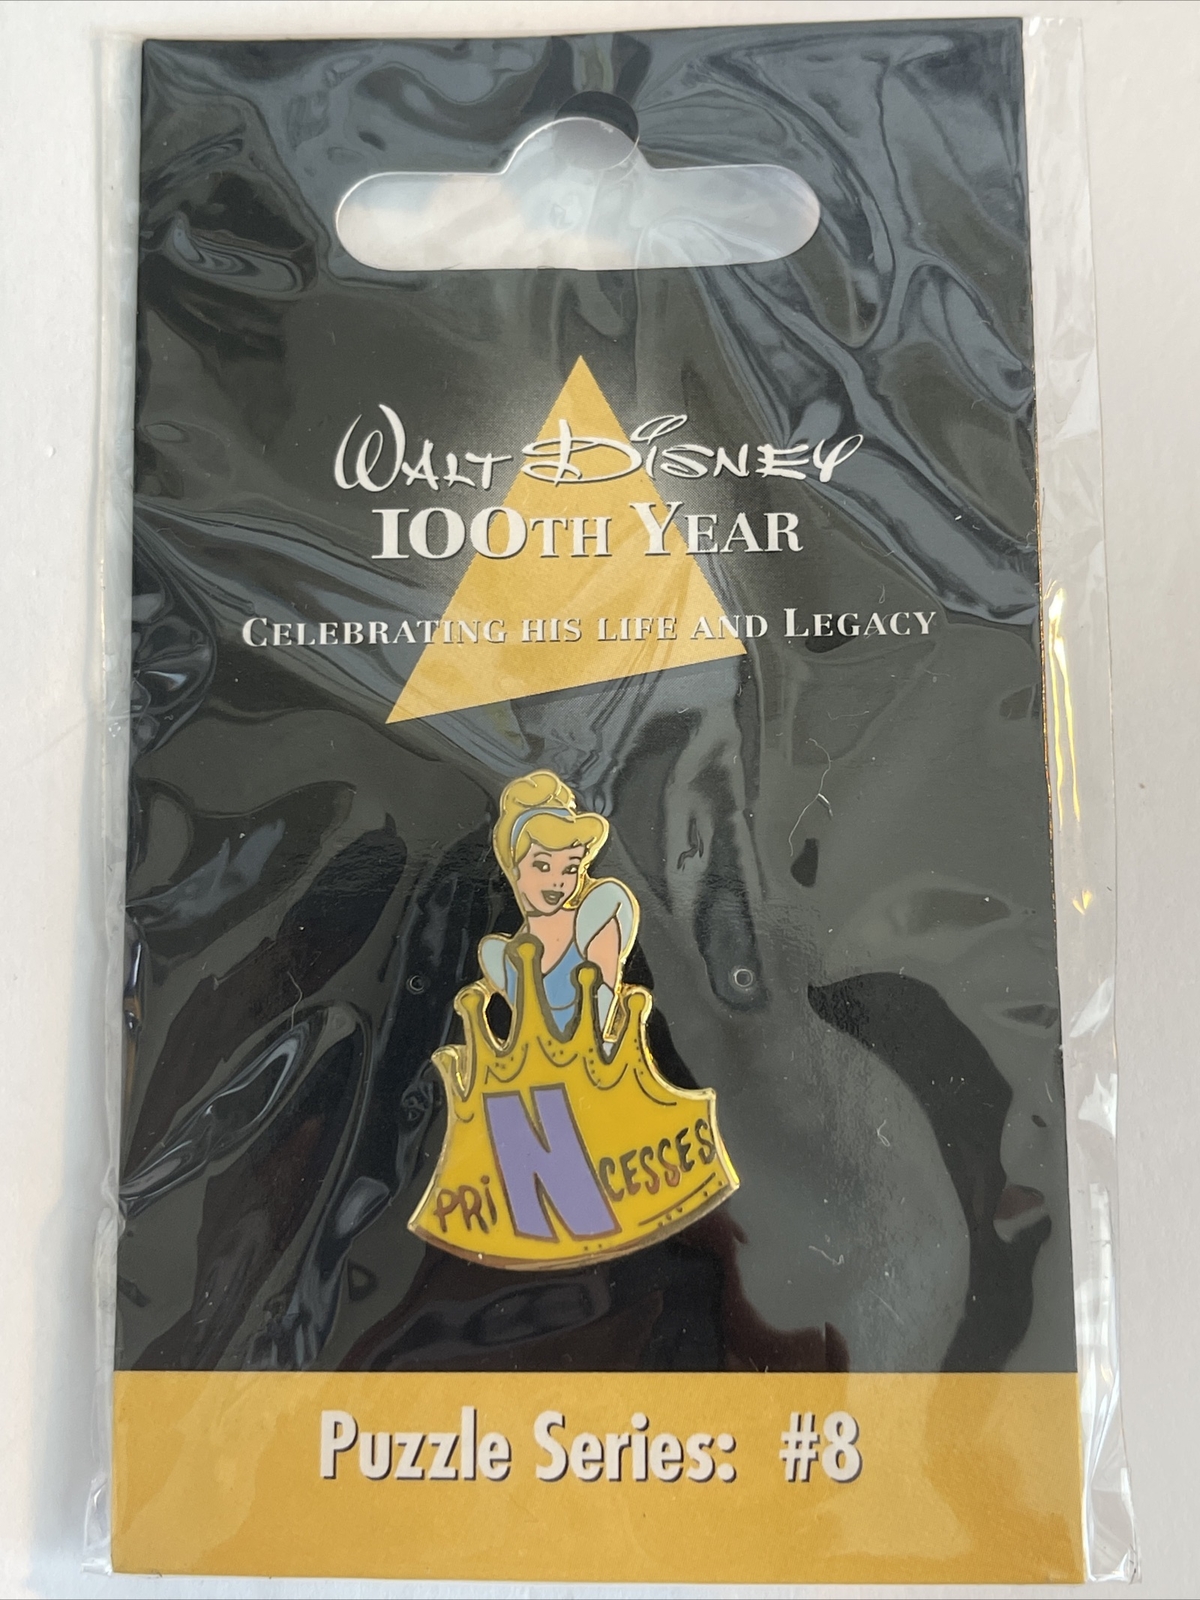 WALT DISNEY
100TH YEAR
CELEBRATING HIS LIFE AND LEGACY
PRiNCESSES
Puzzle Series: #8